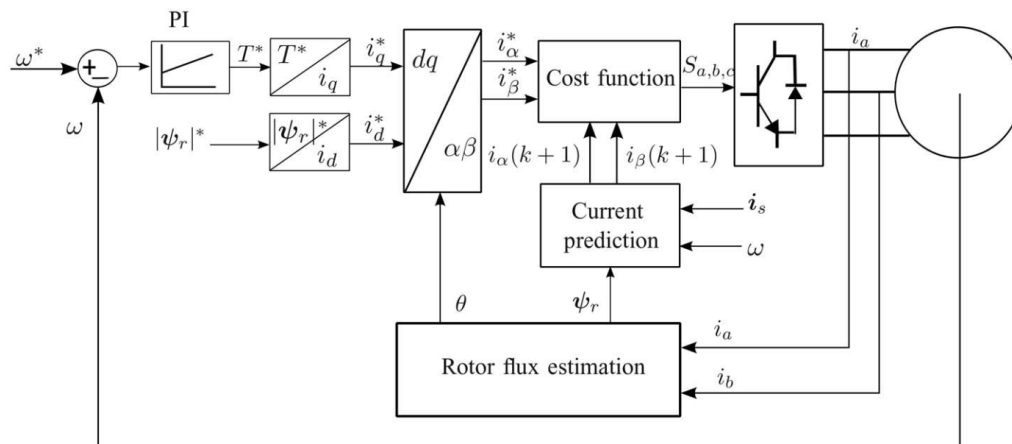 PI
ω*
+
−
T*
T*
i_q
i_q*
dq
αβ
i_α*
i_β*
Cost function
S_{a,b,c}
i_a
ω
|ψ_r|*
|ψ_r|*
i_d
i_d*
i_α(k + 1)
i_β(k + 1)
Current
prediction
i_s
ω
θ
ψ_r
Rotor flux estimation
i_a
i_b